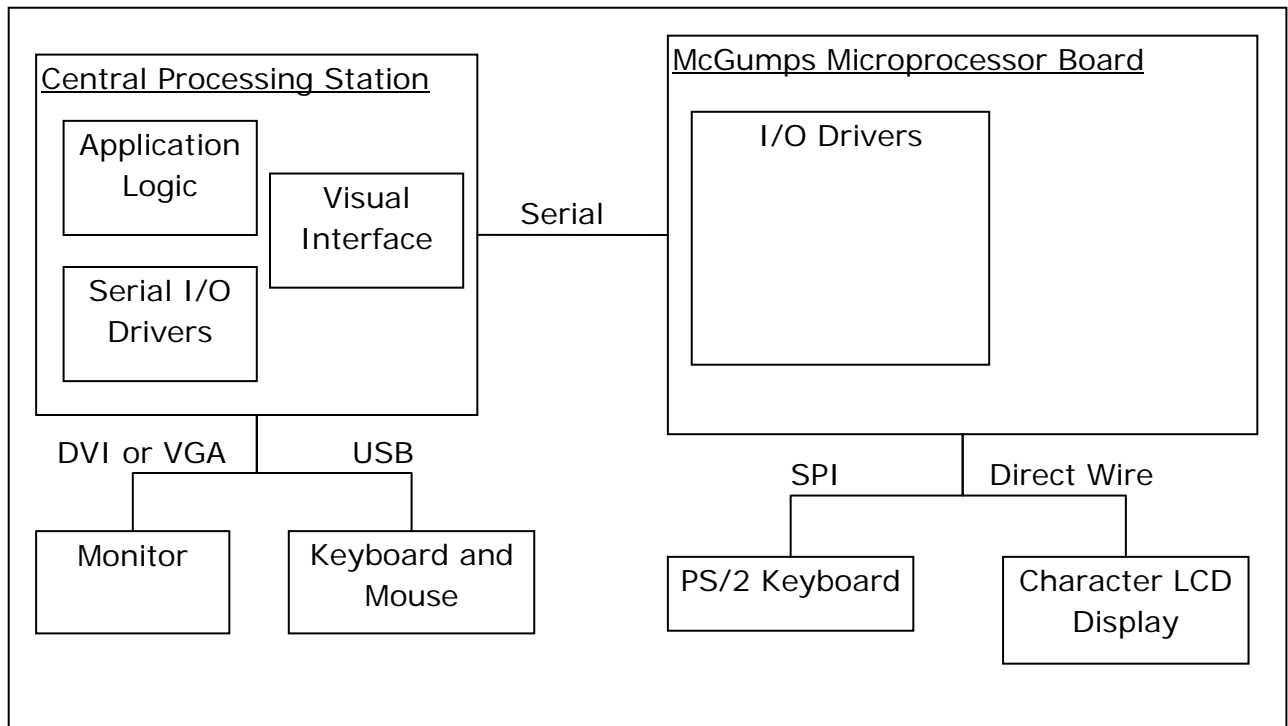 Central Processing Station
Application
Logic
Visual
Interface
Serial I/O
Drivers
Serial
McGumps Microprocessor Board
I/O Drivers
DVI or VGA
USB
Monitor
Keyboard and
Mouse
SPI
Direct Wire
PS/2 Keyboard
Character LCD
Display